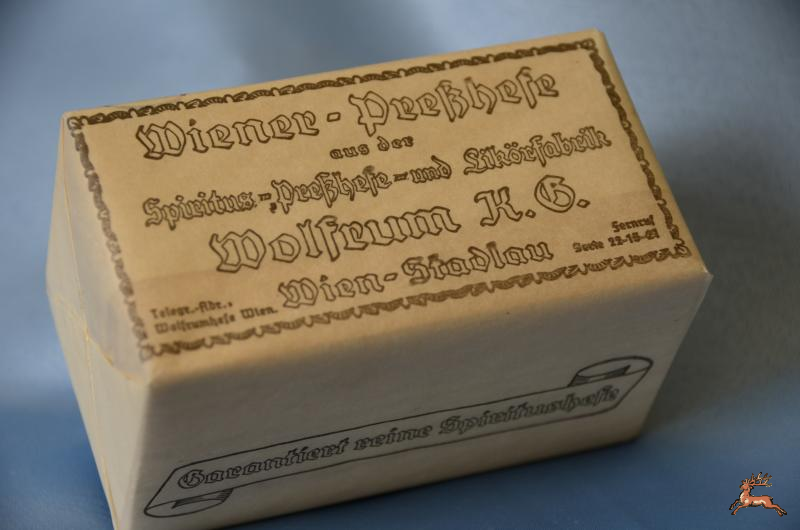 Wiener-Preßhefe
aus der
Spiritus-, Preßhefe- und Likörfabrik
Wolfrum K. G.
Wien-Stadlau
Telegr.-Adr.:
Wolfrumhefe Wien.
Fernruf
Serie 22-15-21
Garantiert reine Spiritushefe